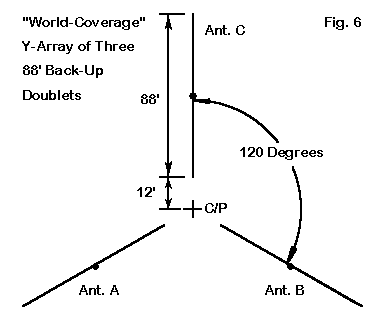 "World-Coverage"
Y-Array of Three
88' Back-Up
Doublets
Fig. 6
Ant. C
88'
120 Degrees
12'
C/P
Ant. A
Ant. B